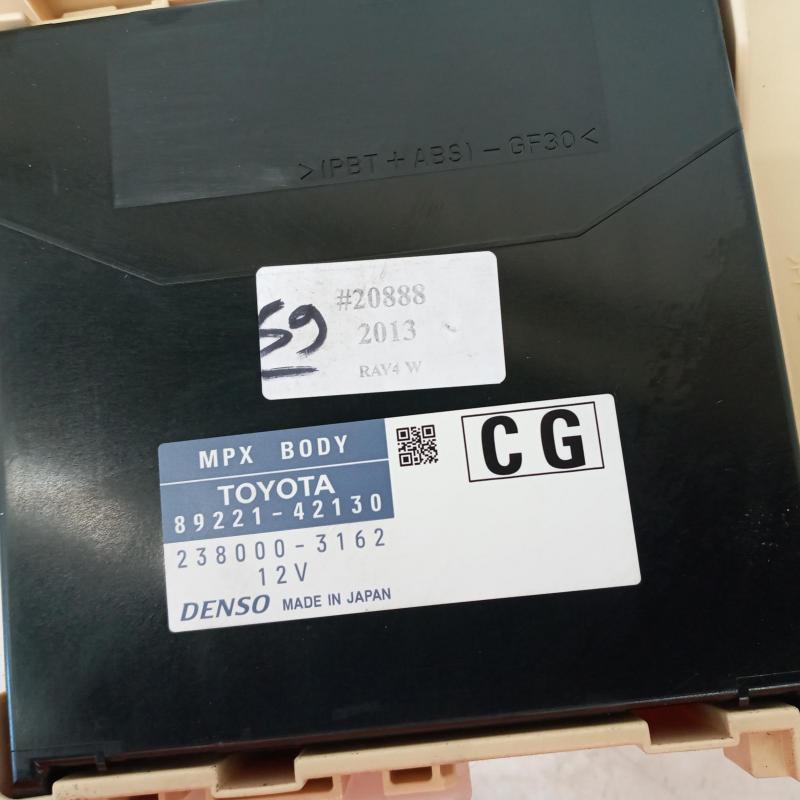 >(PBT + ABS) - GF30<
#20888
59
2013
RAV4 W
MPX BODY
CG
TOYOTA
89221-42130
238000-3162
12V
DENSO MADE IN JAPAN